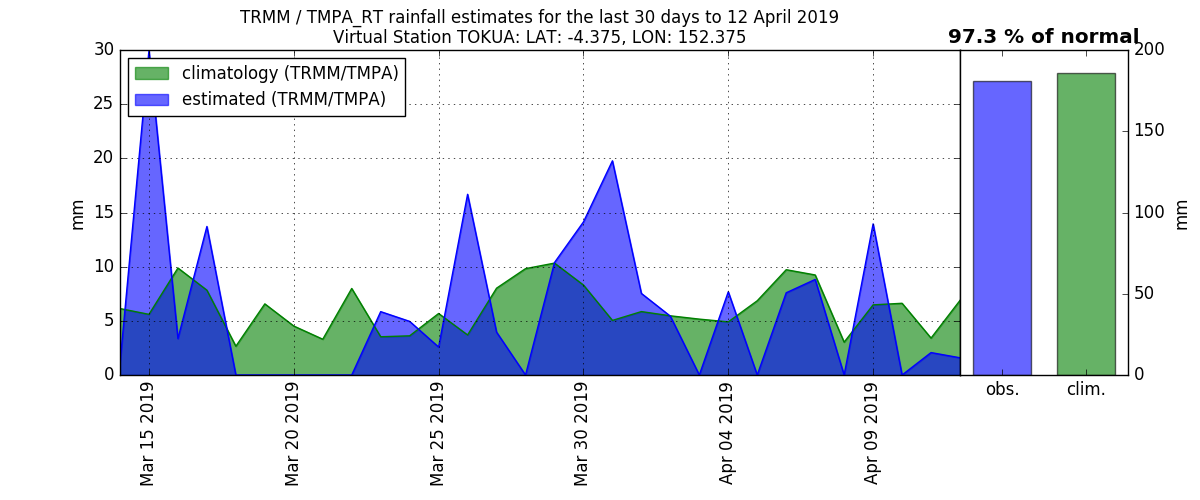 TRMM / TMPA_RT rainfall estimates for the last 30 days to 12 April 2019
Virtual Station TOKUA: LAT: -4.375, LON: 152.375
97.3 % of normal
climatology (TRMM/TMPA)
estimated (TRMM/TMPA)
30
25
20
15
10
5
0
mm
Mar 15 2019
Mar 20 2019
Mar 25 2019
Mar 30 2019
Apr 04 2019
Apr 09 2019
200
150
100
50
0
mm
obs.
clim.